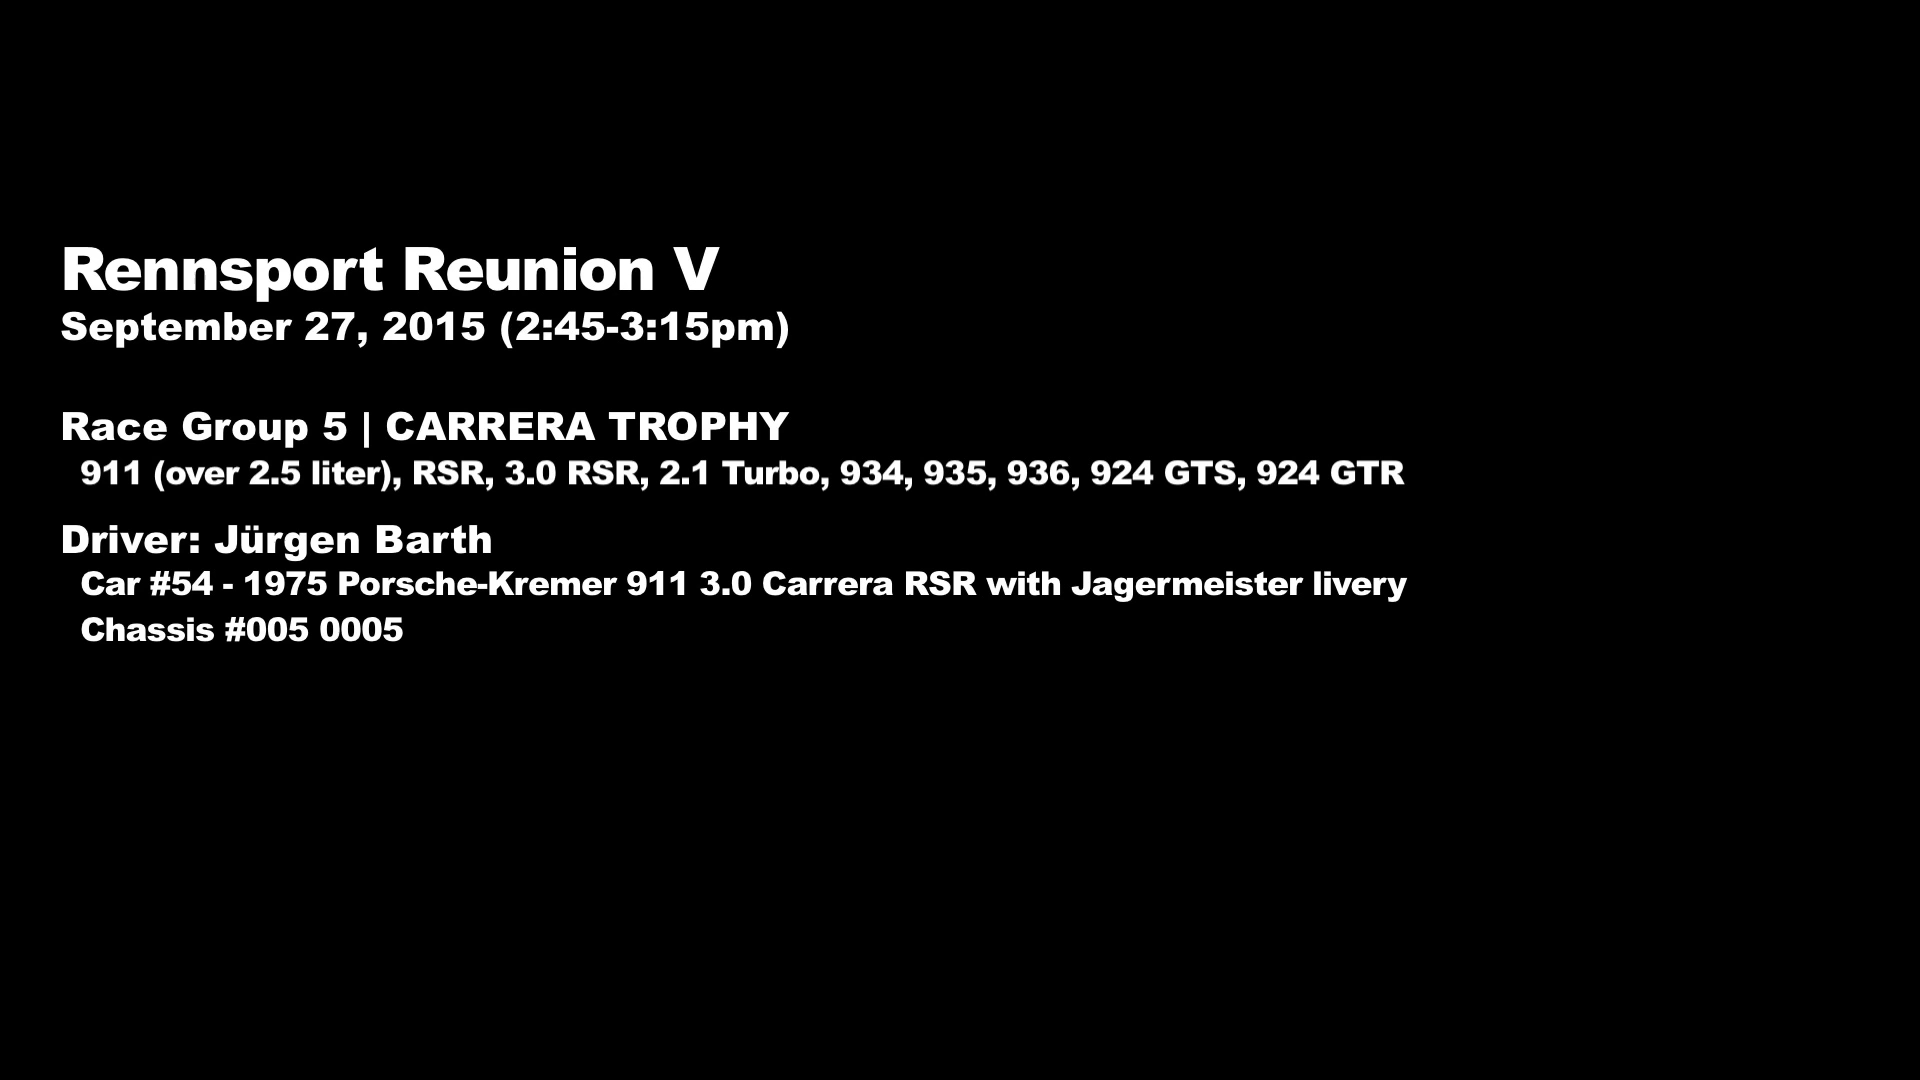 Rennsport Reunion V
September 27, 2015 (2:45-3:15pm)
Race Group 5 | CARRERA TROPHY
911 (over 2.5 liter), RSR, 3.0 RSR, 2.1 Turbo, 934, 935, 936, 924 GTS, 924 GTR
Driver: Jürgen Barth
Car #54 - 1975 Porsche-Kremer 911 3.0 Carrera RSR with Jagermeister livery
Chassis #005 0005